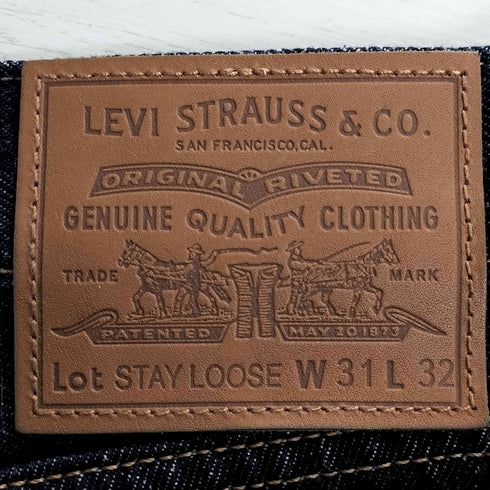 LEVI STRAUSS & CO.
SAN FRANCISCO, CAL.
ORIGINAL RIVETED
GENUINE QUALITY CLOTHING
TRADE MARK
PATENTED MAY 20 1873
Lot STAY LOOSE W 31 L 32